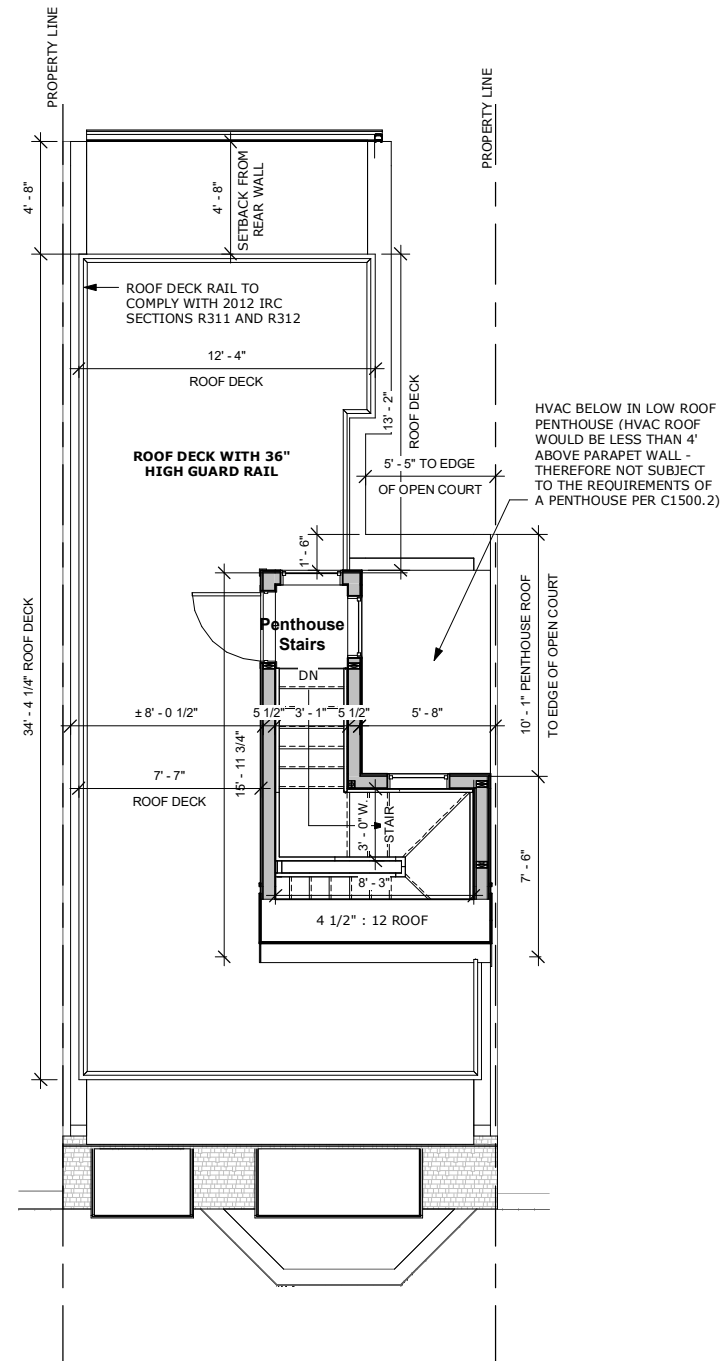 PROPERTY LINE
PROPERTY LINE
4' - 8"
4' - 8"
SETBACK FROM
REAR WALL
ROOF DECK RAIL TO
COMPLY WITH 2012 IRC
SECTIONS R311 AND R312
12' - 4"
ROOF DECK
13' - 2"
ROOF DECK
HVAC BELOW IN LOW ROOF
PENTHOUSE (HVAC ROOF
WOULD BE LESS THAN 4'
ABOVE PARAPET WALL -
THEREFORE NOT SUBJECT
TO THE REQUIREMENTS OF
A PENTHOUSE PER C1500.2)
ROOF DECK WITH 36"
HIGH GUARD RAIL
5' - 5" TO EDGE
OF OPEN COURT
1' - 6"
34' - 4 1/4" ROOF DECK
Penthouse
Stairs
DN
10' - 1" PENTHOUSE ROOF
TO EDGE OF OPEN COURT
± 8' - 0 1/2"
5 1/2"
3' - 1"
5 1/2"
5' - 8"
15' - 11 3/4"
7' - 7"
ROOF DECK
3' - 0" W.
STAIR
8' - 3"
7' - 6"
4 1/2" : 12 ROOF